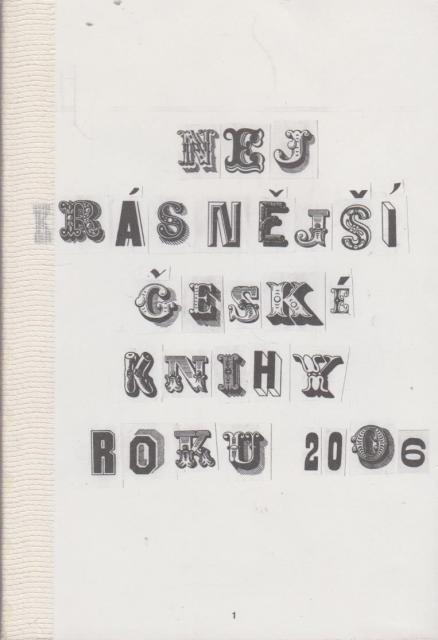 NEJ
KRÁSNĚJŠÍ
ČESKÉ
KNIHY
ROKU 2006
1